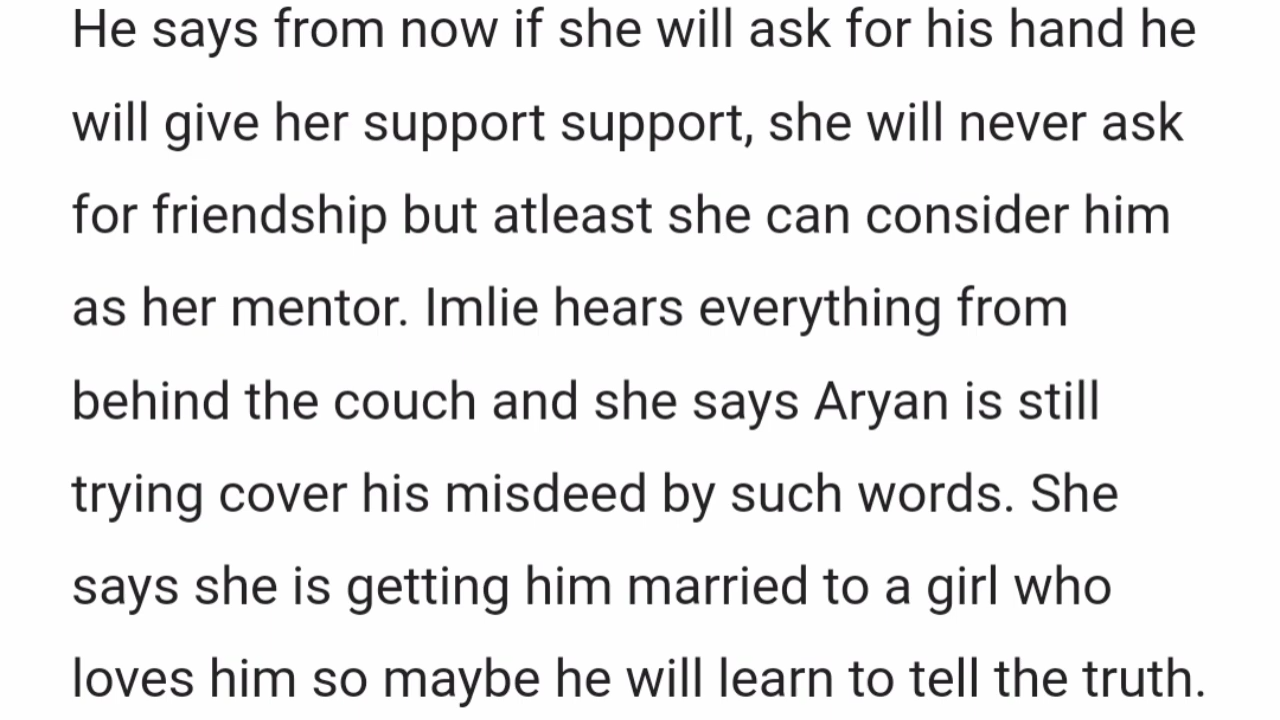 He says from now if she will ask for his hand he
will give her support support, she will never ask
for friendship but atleast she can consider him
as her mentor. Imlie hears everything from
behind the couch and she says Aryan is still
trying cover his misdeed by such words. She
says she is getting him married to a girl who
loves him so maybe he will learn to tell the truth.